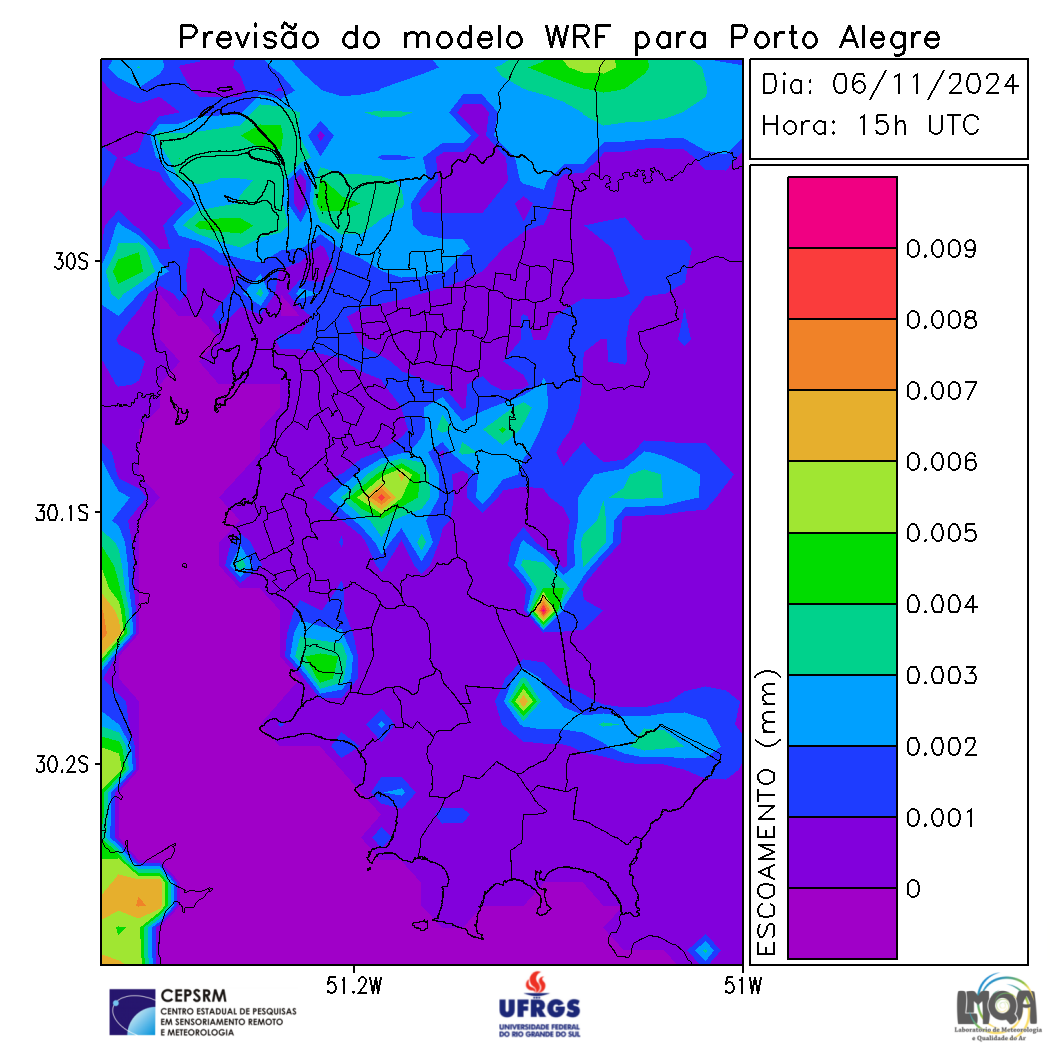 Previsão do modelo WRF para Porto Alegre
Dia: 06/11/2024
Hora: 15h UTC
30S
30.1S
30.2S
51.2W
51W
ESCOAMENTO (mm)
0.009
0.008
0.007
0.006
0.005
0.004
0.003
0.002
0.001
0
CEPSRM
CENTRO ESTADUAL DE PESQUISAS
EM SENSORIAMENTO REMOTO
E METEOROLOGIA
UFRGS
UNIVERSIDADE FEDERAL
DO RIO GRANDE DO SUL
LMQA
Laboratório de Meteorologia
e Qualidade do Ar